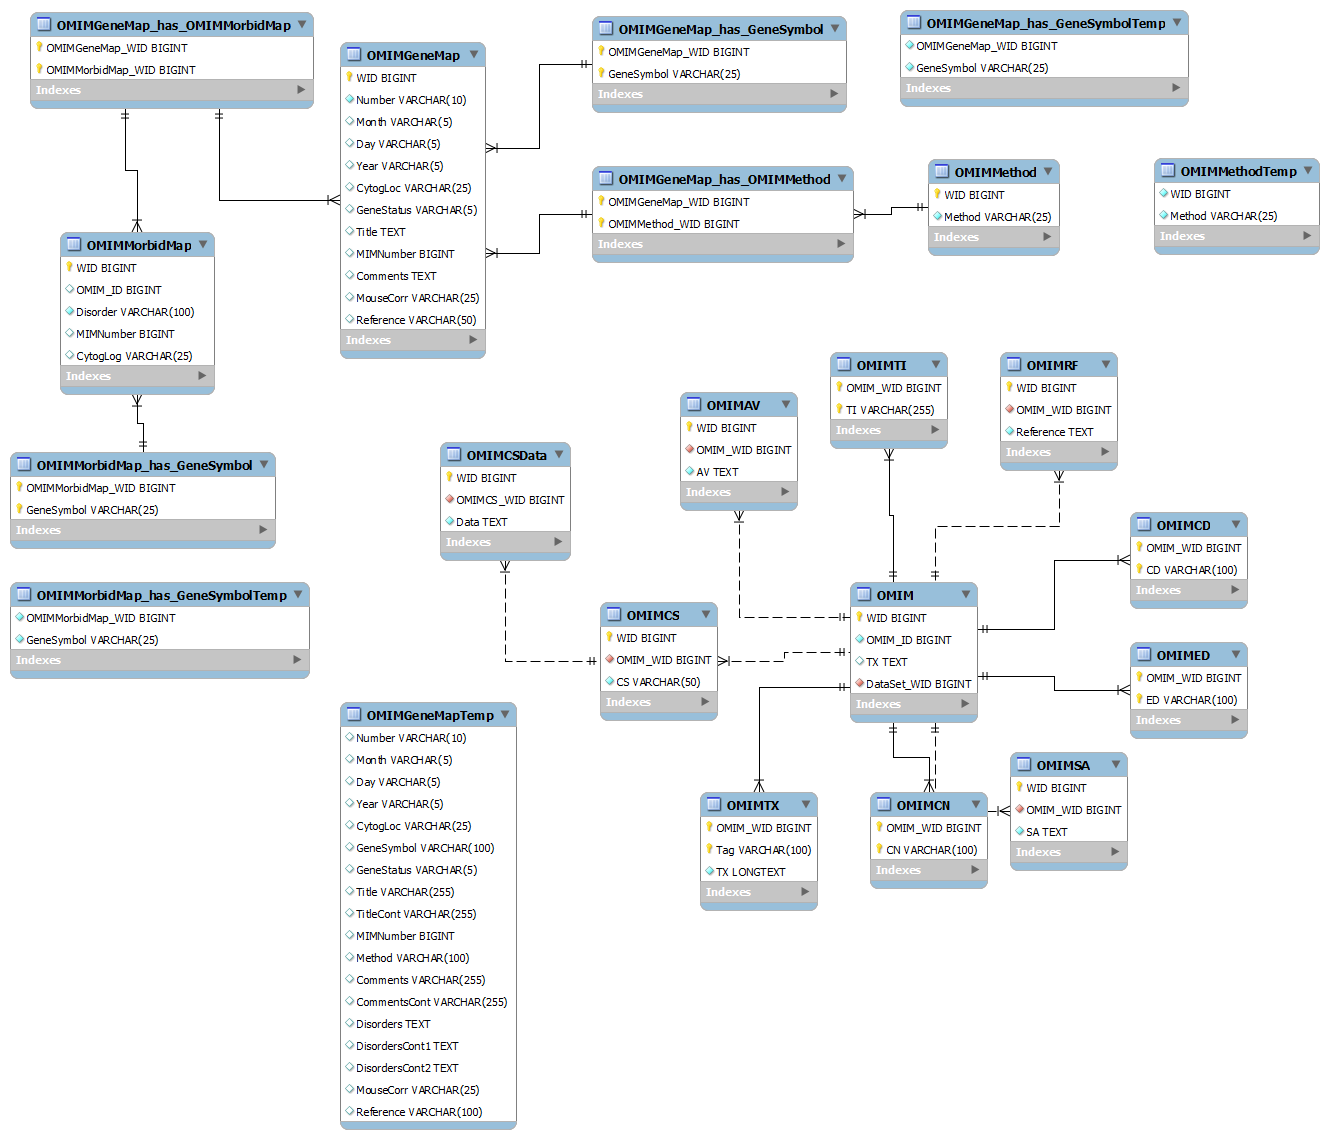 OMIMGeneMap_has_OMIMMorbidMap
OMIMGeneMap_WID BIGINT
OMIMMorbidMap_WID BIGINT
Indexes
OMIMGeneMap
WID BIGINT
Number VARCHAR(10)
Month VARCHAR(5)
Day VARCHAR(5)
Year VARCHAR(5)
CytogLoc VARCHAR(25)
GeneStatus VARCHAR(5)
Title TEXT
MIMNumber BIGINT
Comments TEXT
MouseCorr VARCHAR(25)
Reference VARCHAR(50)
Indexes
OMIMGeneMap_has_GeneSymbol
OMIMGeneMap_WID BIGINT
GeneSymbol VARCHAR(25)
Indexes
OMIMGeneMap_has_GeneSymbolTemp
OMIMGeneMap_WID BIGINT
GeneSymbol VARCHAR(25)
Indexes
OMIMGeneMap_has_OMIMMethod
OMIMGeneMap_WID BIGINT
OMIMMethod_WID BIGINT
Indexes
OMIMMethod
WID BIGINT
Method VARCHAR(25)
Indexes
OMIMMethodTemp
WID BIGINT
Method VARCHAR(25)
Indexes
OMIMMorbidMap
WID BIGINT
OMIM_ID BIGINT
Disorder VARCHAR(100)
MIMNumber BIGINT
CytogLog VARCHAR(25)
Indexes
OMIMMorbidMap_has_GeneSymbol
OMIMMorbidMap_WID BIGINT
GeneSymbol VARCHAR(25)
Indexes
OMIMMorbidMap_has_GeneSymbolTemp
OMIMMorbidMap_WID BIGINT
GeneSymbol VARCHAR(25)
Indexes
OMIMCSData
WID BIGINT
OMIMCS_WID BIGINT
Data TEXT
Indexes
OMIMAV
WID BIGINT
OMIM_WID BIGINT
AV TEXT
Indexes
OMIMTI
OMIM_WID BIGINT
TI VARCHAR(255)
Indexes
OMIMRF
WID BIGINT
OMIM_WID BIGINT
Reference TEXT
Indexes
OMIMCD
OMIM_WID BIGINT
CD VARCHAR(100)
Indexes
OMIMCS
WID BIGINT
OMIM_WID BIGINT
CS VARCHAR(50)
Indexes
OMIM
WID BIGINT
OMIM_ID BIGINT
TX TEXT
DataSet_WID BIGINT
Indexes
OMIMED
OMIM_WID BIGINT
ED VARCHAR(100)
Indexes
OMIMGeneMapTemp
Number VARCHAR(10)
Month VARCHAR(5)
Day VARCHAR(5)
Year VARCHAR(5)
CytogLoc VARCHAR(25)
GeneSymbol VARCHAR(100)
GeneStatus VARCHAR(5)
Title VARCHAR(255)
TitleCont VARCHAR(255)
MIMNumber BIGINT
Method VARCHAR(100)
Comments VARCHAR(255)
CommentsCont VARCHAR(255)
Disorders TEXT
DisordersCont1 TEXT
DisordersCont2 TEXT
MouseCorr VARCHAR(25)
Reference VARCHAR(100)
OMIMTX
OMIM_WID BIGINT
Tag VARCHAR(100)
TX LONGTEXT
Indexes
OMIMCN
OMIM_WID BIGINT
CN VARCHAR(100)
Indexes
OMIMSA
WID BIGINT
OMIM_WID BIGINT
SA TEXT
Indexes